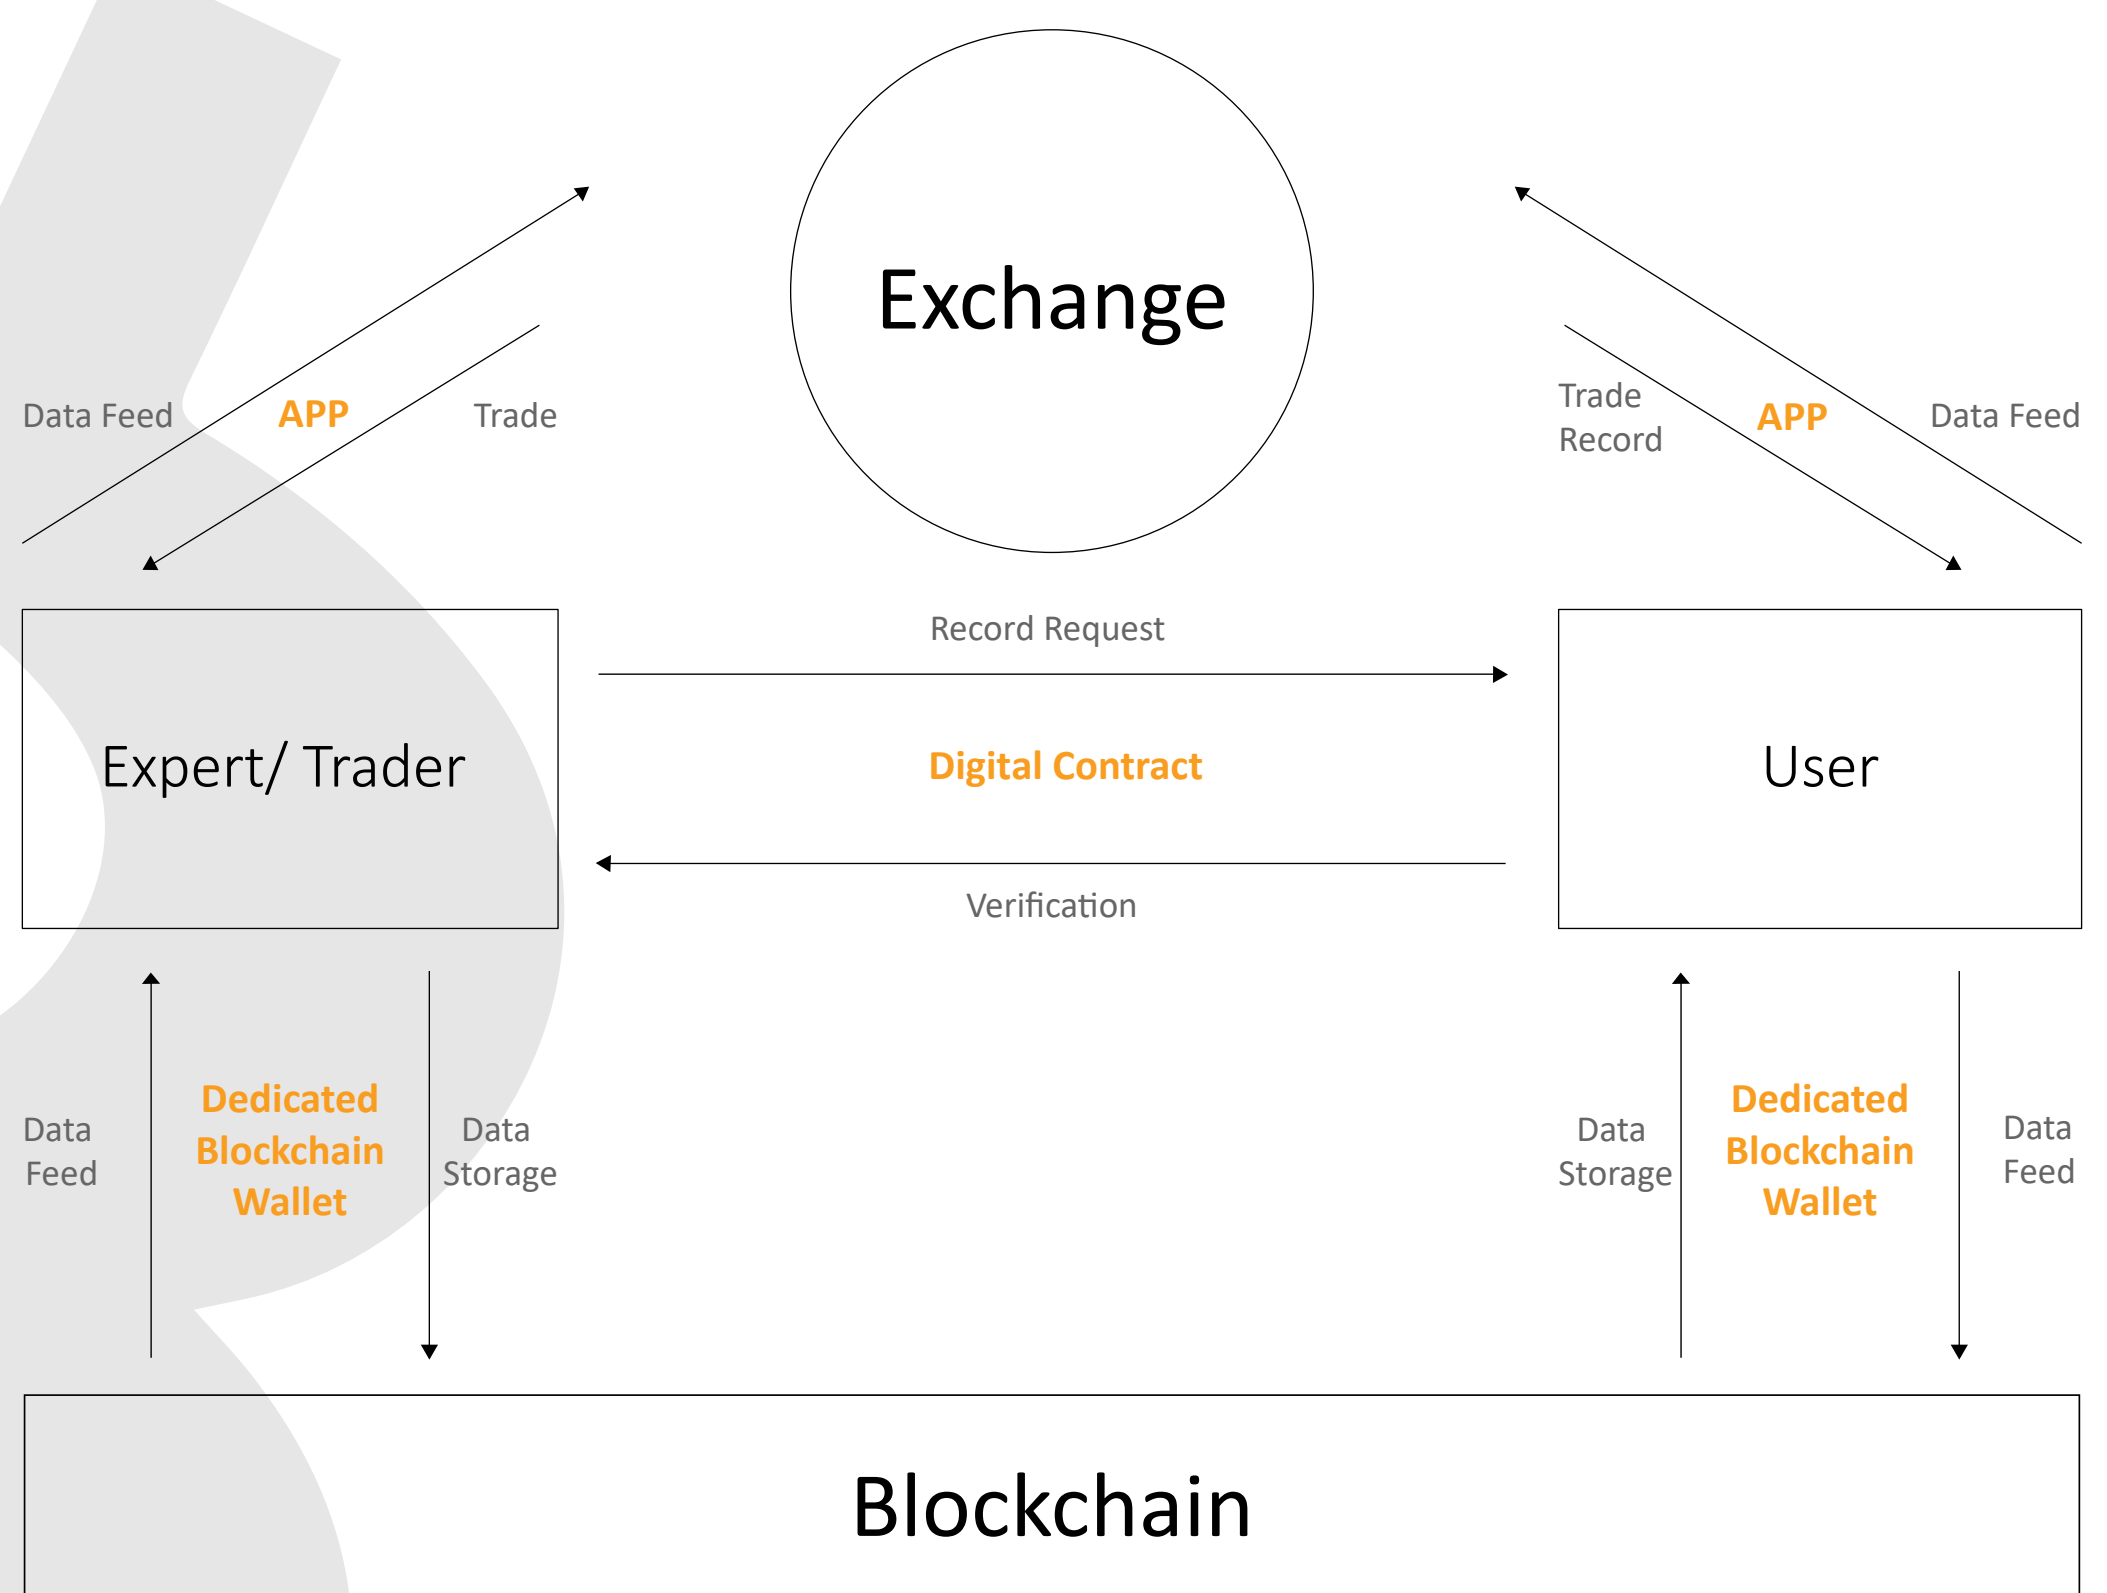 Exchange
Data Feed
APP
Trade
Trade
Record
APP
Data Feed
Record Request
Expert/ Trader
Digital Contract
User
Verification
Data
Feed
Dedicated
Blockchain
Wallet
Data
Storage
Data
Storage
Dedicated
Blockchain
Wallet
Data
Feed
Blockchain